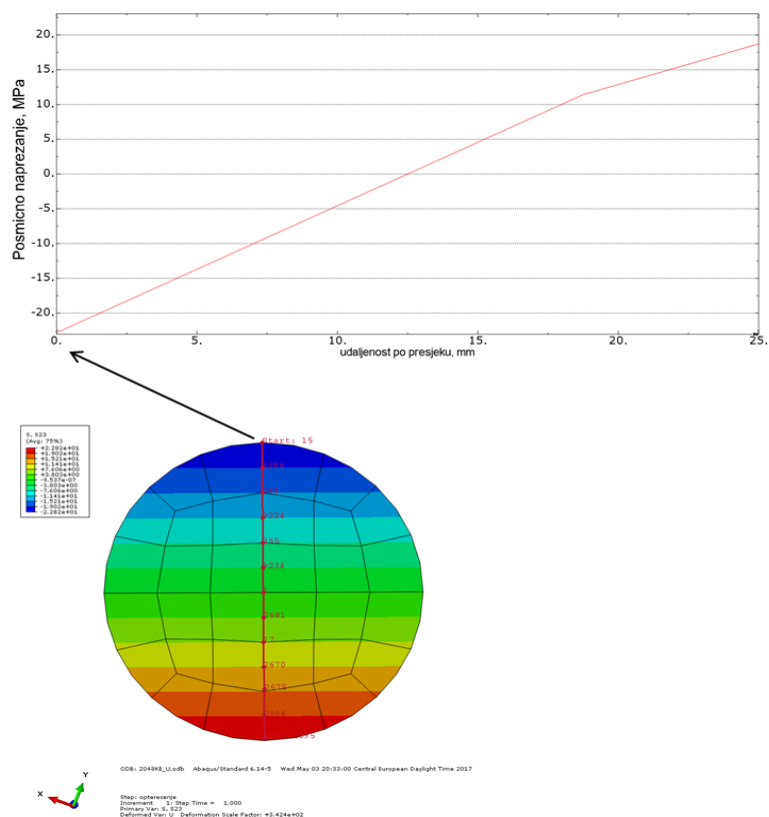 20.
15.
10.
5.
0.
-5.
-10.
-15.
-20.
Posmicno naprezanje, MPa
0. 5. 10. 15. 20. 25.
udaljenost po presjeku, mm
Start: 15
S, S23
(Avg: 75%)
+2.282e+01
+1.902e+01
+1.521e+01
+1.141e+01
+7.606e+00
+3.803e+00
-9.537e-07
-3.803e+00
-7.606e+00
-1.141e+01
-1.521e+01
-1.902e+01
-2.282e+01
ODB: 2048KE_U.odb Abaqus/Standard 6.14-5 Wed May 03 20:33:00 Central European Daylight Time 2017
Y
X
Step: opterecenje
Increment 1: Step Time = 1.000
Primary Var: S, S23
Deformed Var: U Deformation Scale Factor: +3.424e+02